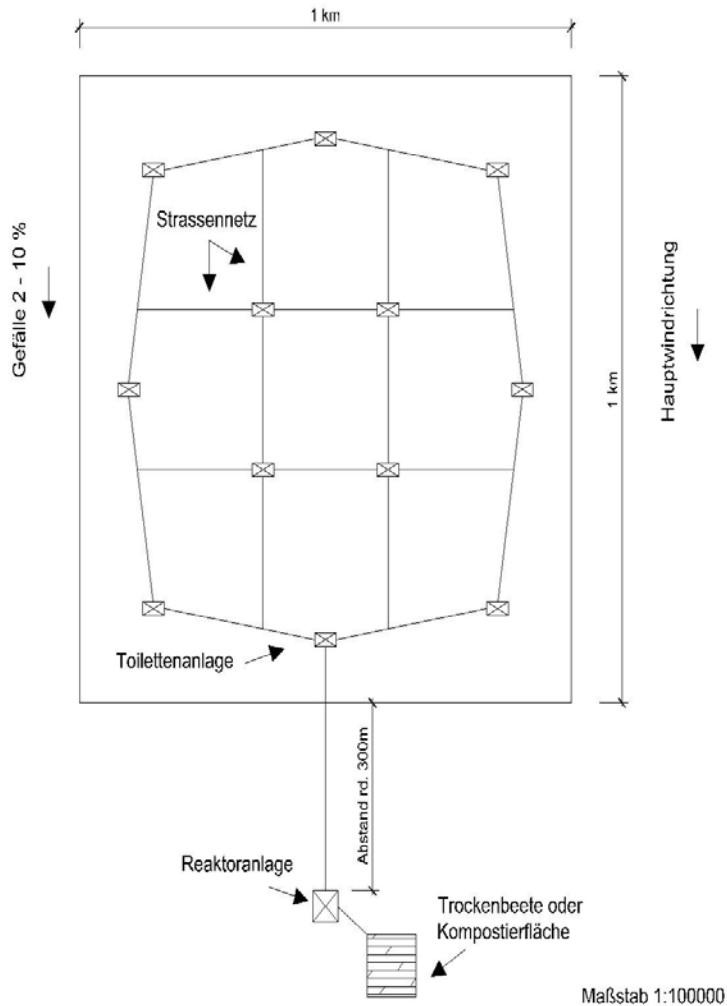 1 km
Strassennetz
Gefälle 2 - 10 %
Hauptwindrichtung
1 km
Toilettenanlage
Abstand rd. 300m
Reaktoranlage
Trockenbeete oder
Kompostierfläche
Maßstab 1:100000